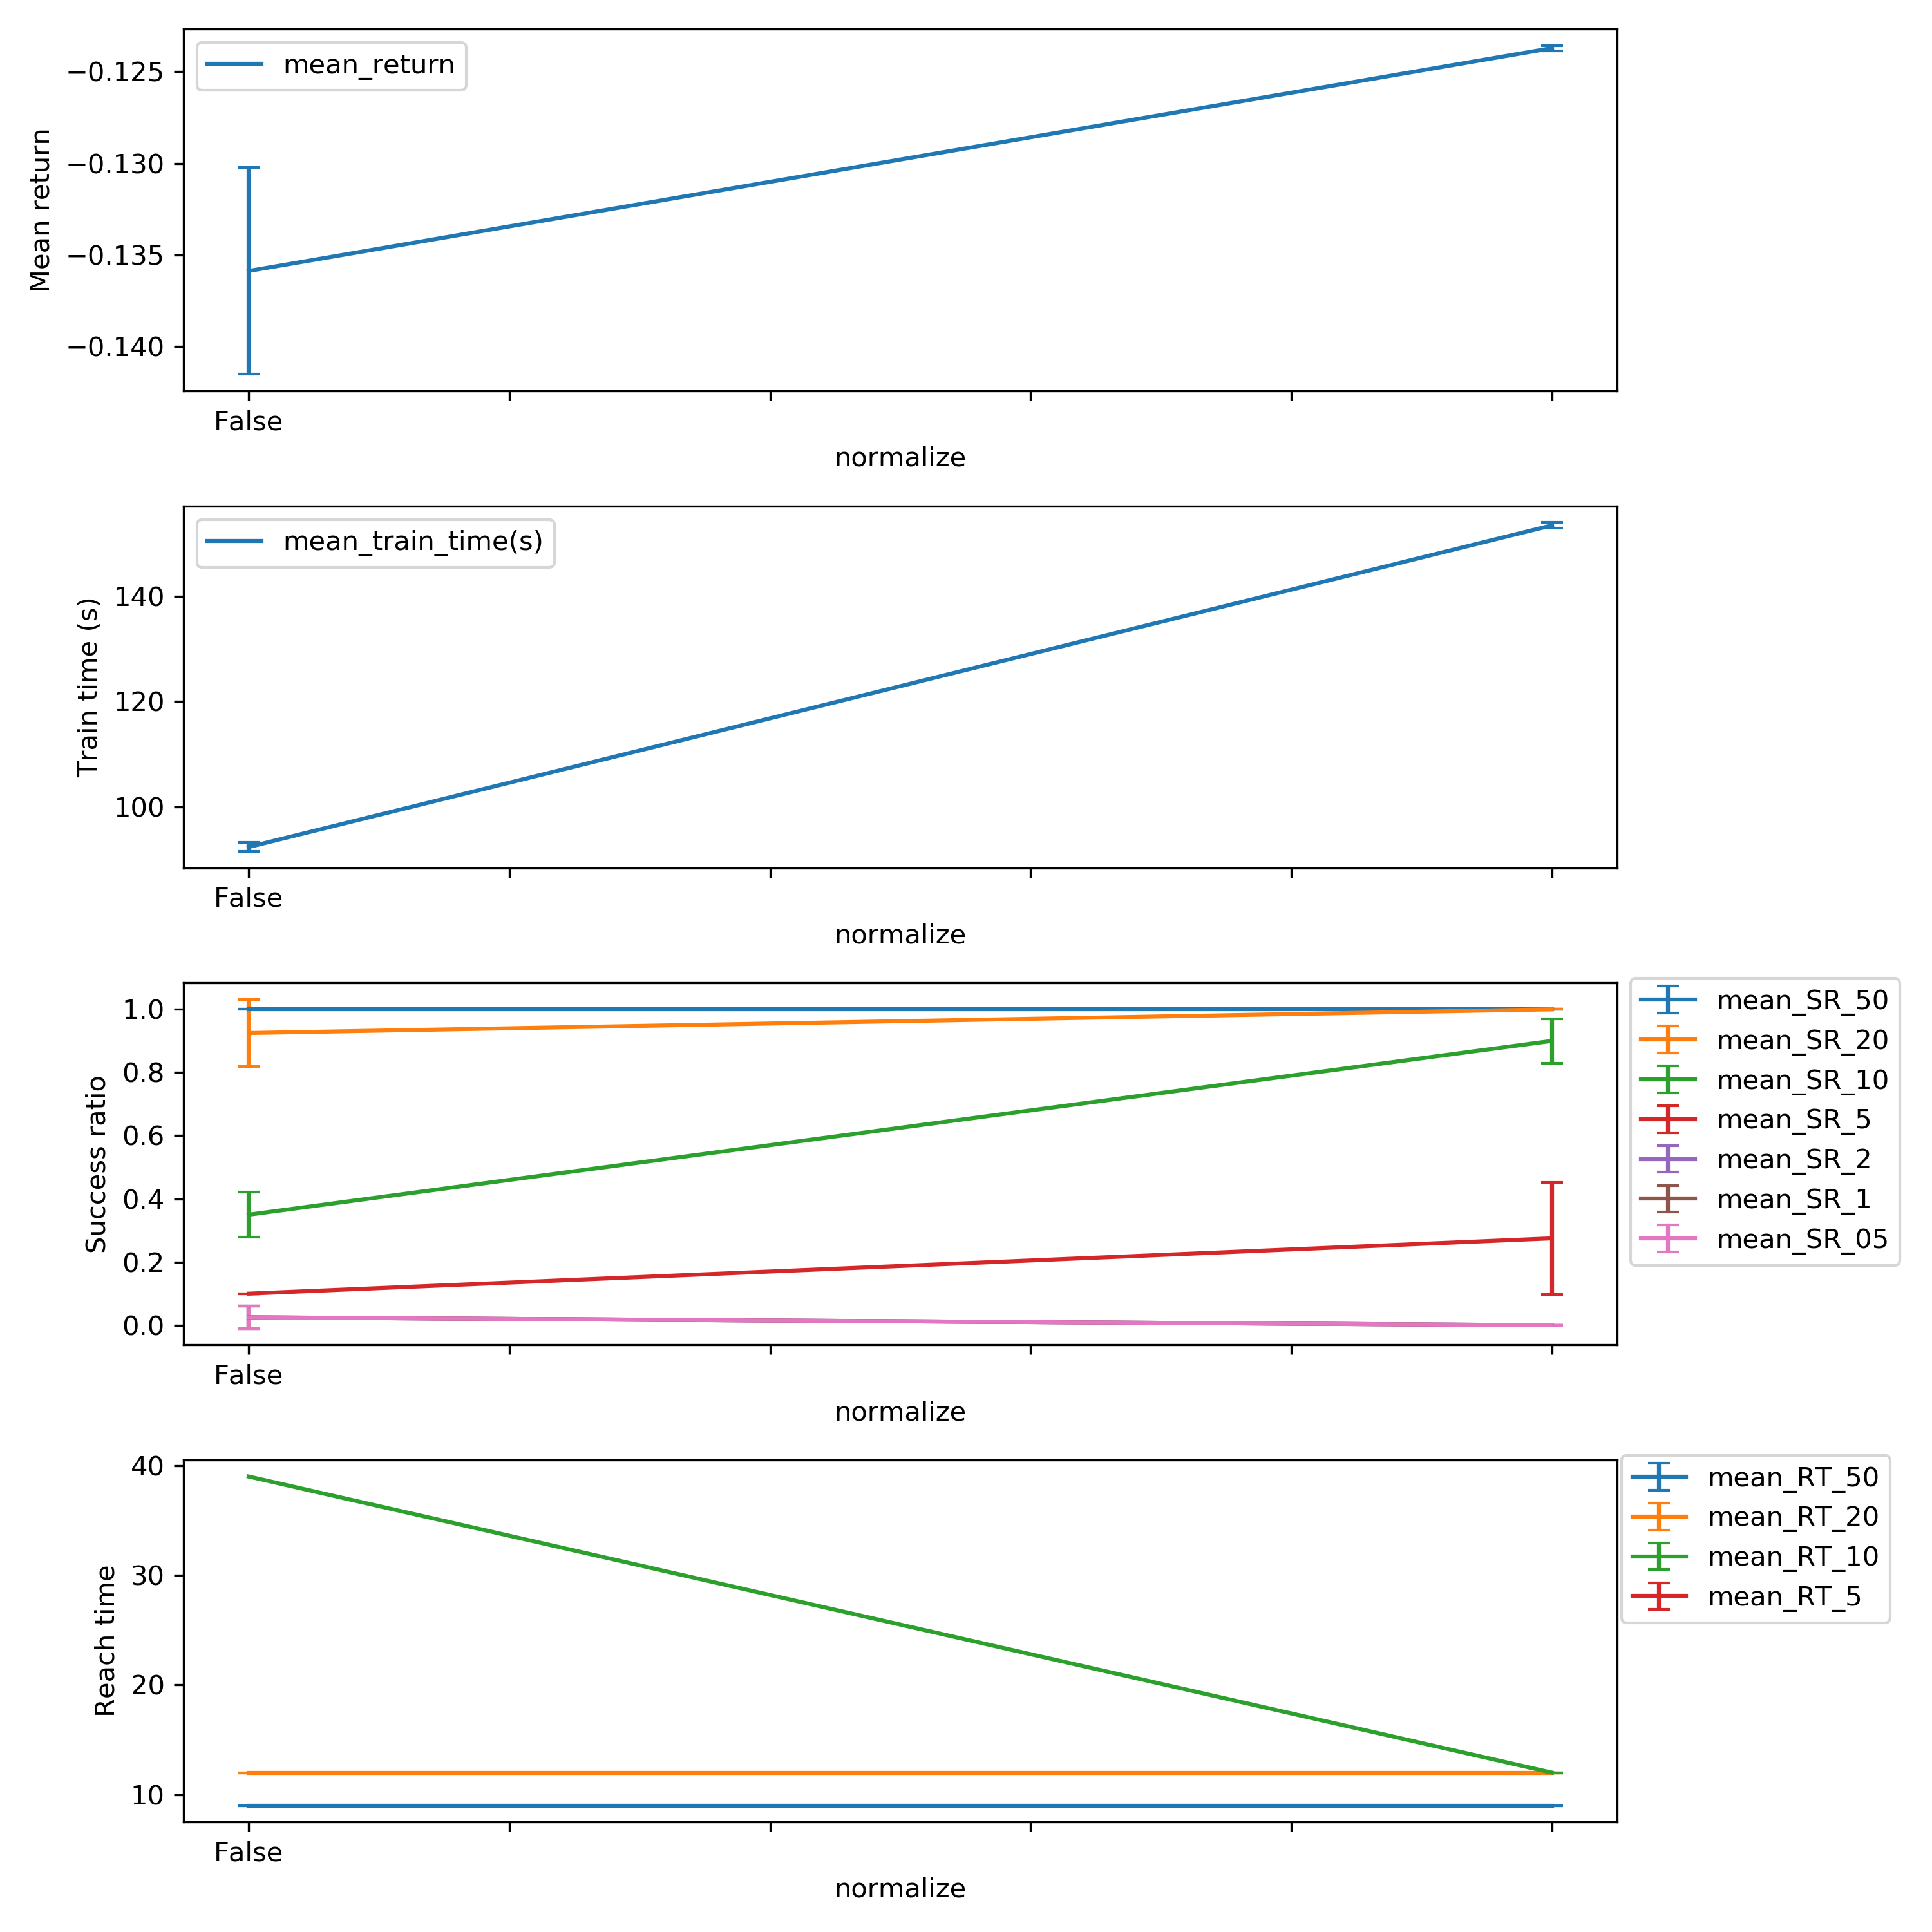 mean_return
−0.125
−0.130
−0.135
−0.140
Mean return
False
normalize
mean_train_time(s)
140
120
100
Train time (s)
False
normalize
1.0
0.8
0.6
0.4
0.2
0.0
Success ratio
False
normalize
mean_SR_50
mean_SR_20
mean_SR_10
mean_SR_5
mean_SR_2
mean_SR_1
mean_SR_05
40
30
20
10
Reach time
False
normalize
mean_RT_50
mean_RT_20
mean_RT_10
mean_RT_5